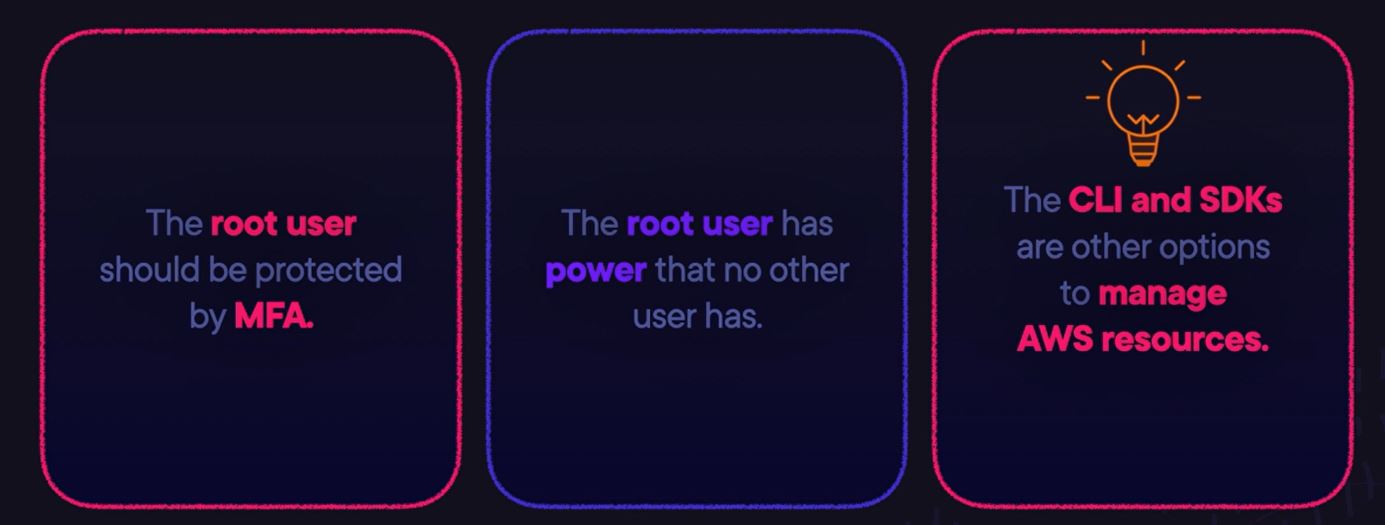 The root user
should be protected
by MFA.
The root user has
power that no other
user has.
The CLI and SDKs
are other options
to manage
AWS resources.